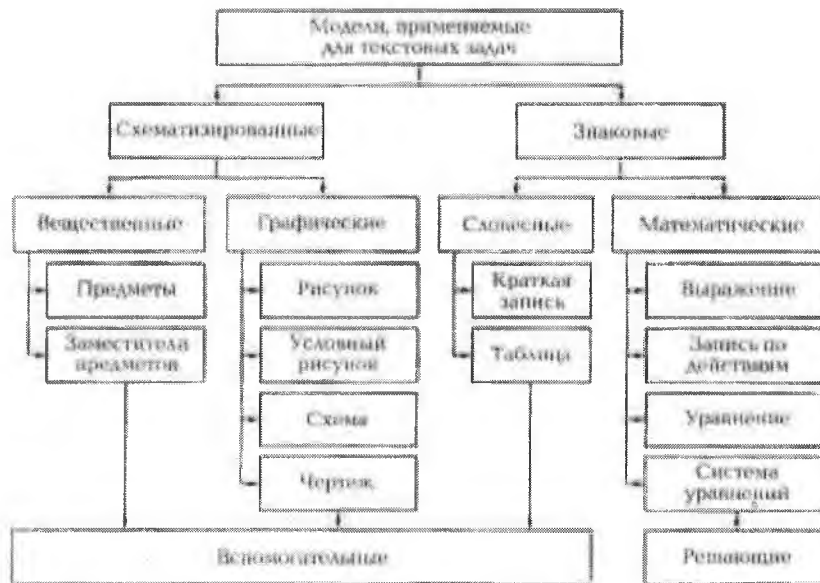 Модели, применяемые
для текстовых задач
Схематизированные
Знаковые
Вещественные
Графические
Словесные
Математические
Предметы
Рисунок
Краткая
запись
Выражение
Заместители
предметов
Условный
рисунок
Таблица
Запись по
действиям
Схема
Уравнение
Чертеж
Система
уравнений
Вспомогательные
Решающие